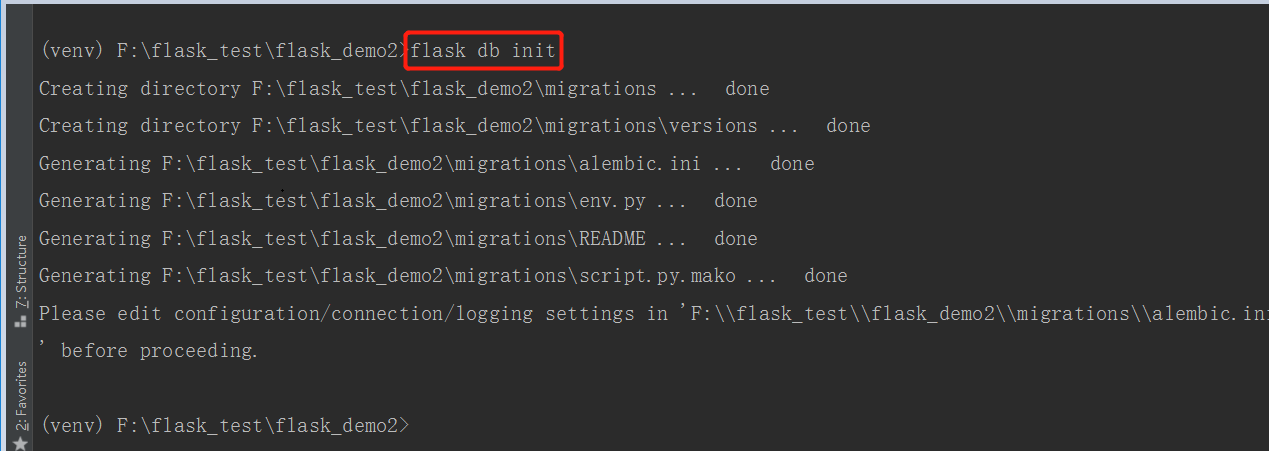 (venv) F:\flask_test\flask_demo2>flask db init
Creating directory F:\flask_test\flask_demo2\migrations ...  done
Creating directory F:\flask_test\flask_demo2\migrations\versions ...  done
Generating F:\flask_test\flask_demo2\migrations\alembic.ini ...  done
Generating F:\flask_test\flask_demo2\migrations\env.py ...  done
Generating F:\flask_test\flask_demo2\migrations\README ...  done
Generating F:\flask_test\flask_demo2\migrations\script.py.mako ...  done
Please edit configuration/connection/logging settings in 'F:\\flask_test\\flask_demo2\\migrations\\alembic.ini
' before proceeding.
(venv) F:\flask_test\flask_demo2>
7: Structure
2: Favorites